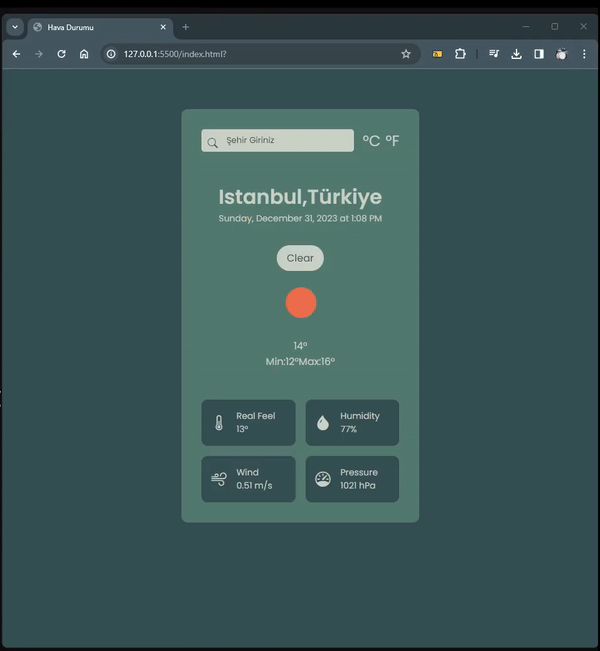 Hava Durumu
127.0.0.1:5500/index.html?
Şehir Giriniz
°C °F
Istanbul,Türkiye
Sunday, December 31, 2023 at 1:08 PM
Clear
14°
Min:12°Max:16°
Real Feel
13°
Humidity
77%
Wind
0.51 m/s
Pressure
1021 hPa